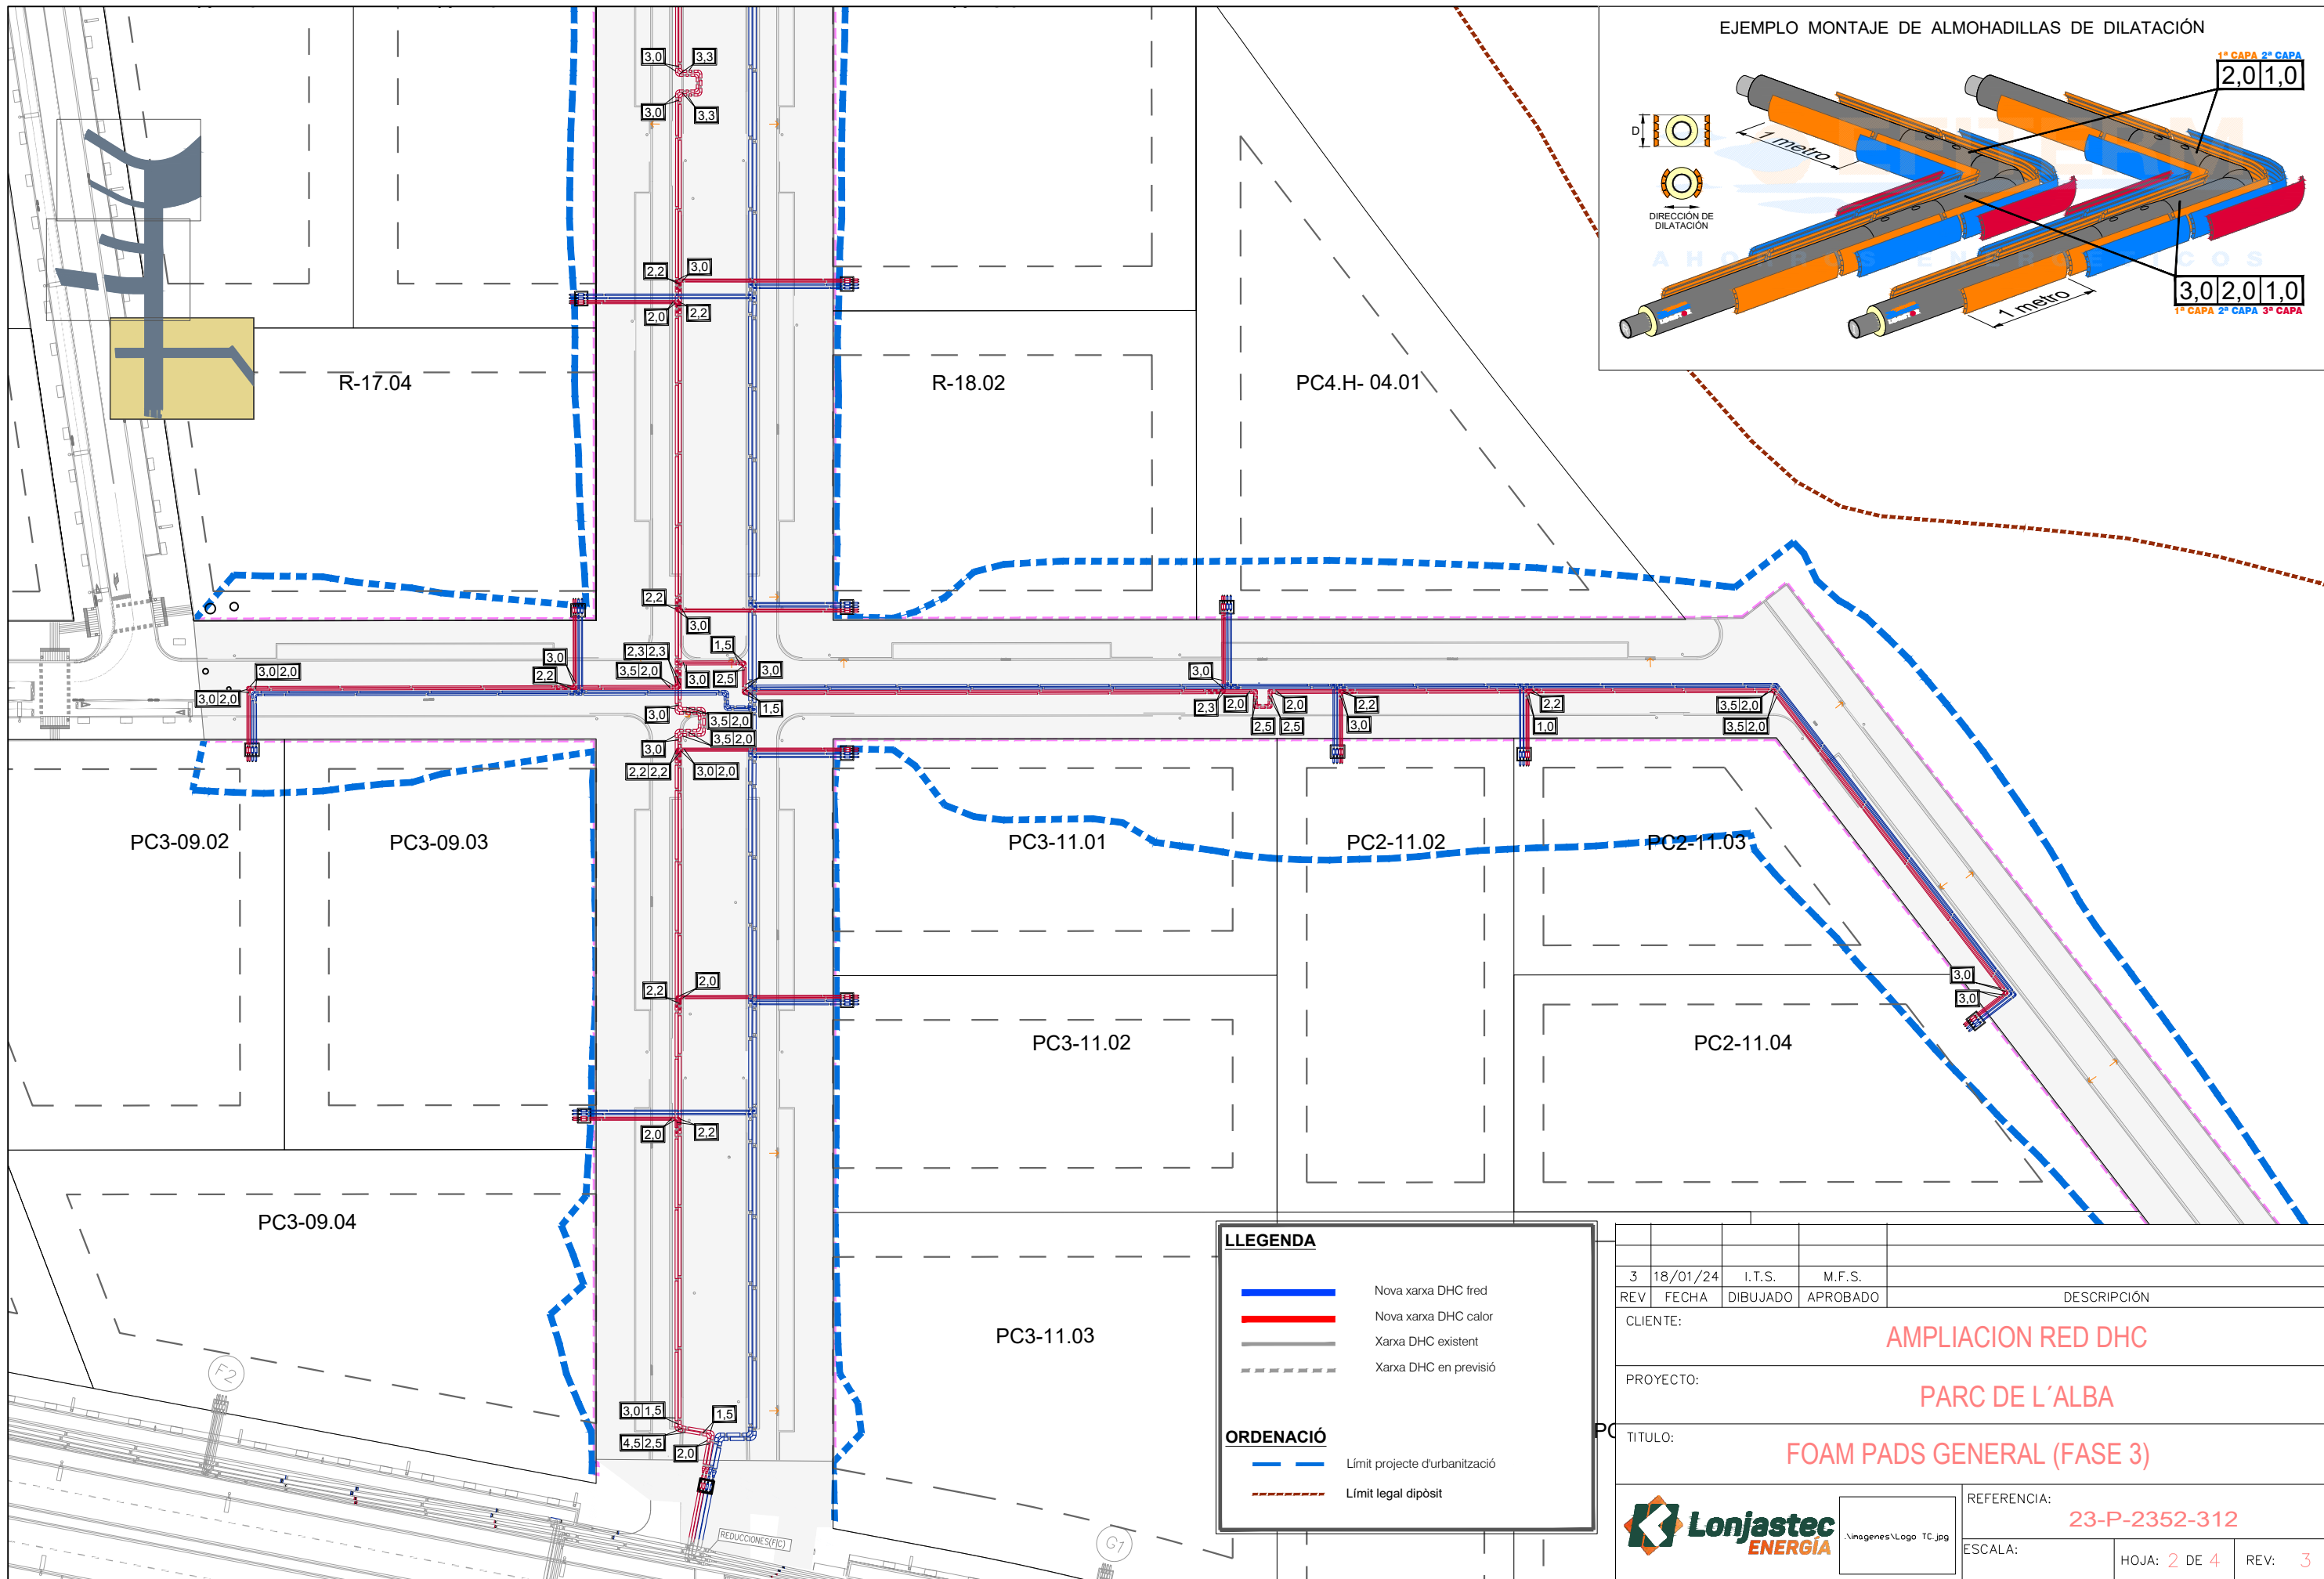 EJEMPLO MONTAJE DE ALMOHADILLAS DE DILATACIÓN
1ª CAPA 2ª CAPA
2,0 1,0
D
1 metro
DIRECCIÓN DE
DILATACIÓN
EFITERM
AHORROS ENERGÉTICOS
3,0 2,0 1,0
1ª CAPA 2ª CAPA 3ª CAPA
1 metro
3,0 3,3
3,0 3,3
2,2 3,0
2,0 2,2
R-17.04
R-18.02
PC4.H- 04.01
2,2
3,0
2,3 2,3
1,5
3,0
3,5 2,0
3,0
2,5
3,0
2,2
3,0 2,0
3,0 2,0
3,0
1,5
3,5 2,0
3,5 2,0
3,0
2,2 2,2
3,0 2,0
3,0
2,3
2,0
2,0
2,5
2,5
2,2
3,0
2,2
1,0
3,5 2,0
3,5 2,0
PC3-09.02
PC3-09.03
PC3-11.01
PC2-11.02
PC2-11.03
2,2
2,0
3,0
3,0
PC3-11.02
PC2-11.04
2,0
2,2
PC3-09.04
PC3-11.03
F2
3,0 1,5
1,5
4,5 2,5
2,0
REDUCCIONES(F|C)
G1
PC
LLEGENDA
Nova xarxa DHC fred
Nova xarxa DHC calor
Xarxa DHC existent
Xarxa DHC en previsió
ORDENACIÓ
Límit projecte d'urbanització
Límit legal dipòsit
3 18/01/24 I.T.S. M.F.S.
REV FECHA DIBUJADO APROBADO DESCRIPCIÓN
CLIENTE:
AMPLIACION RED DHC
PROYECTO:
PARC DE L´ALBA
TITULO:
FOAM PADS GENERAL (FASE 3)
Lonjastec
ENERGÍA
.\imagenes\Logo TC.jpg
REFERENCIA:
23-P-2352-312
ESCALA:
HOJA: 2 DE 4
REV: 3